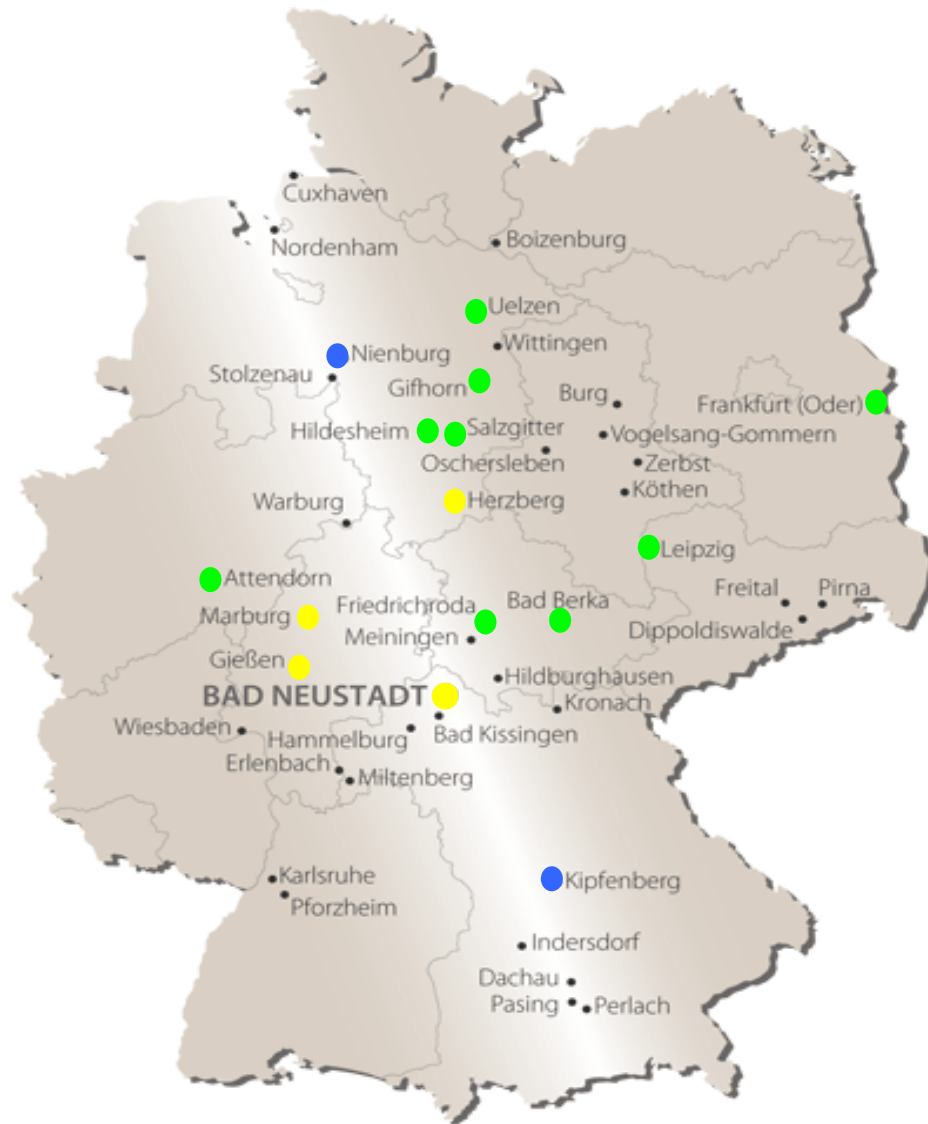 Cuxhaven
Nordenham
Boizenburg
Uelzen
Wittingen
Nienburg
Stolzenau
Gifhorn
Burg
Frankfurt (Oder)
Hildesheim
Salzgitter
Vogelsang-Gommern
Oschersleben
Zerbst
Köthen
Herzberg
Warburg
Leipzig
Attendorn
Freital
Pirna
Marburg
Friedrichroda
Bad Berka
Dippoldiswalde
Meiningen
Gießen
Hildburghausen
BAD NEUSTADT
Kronach
Wiesbaden
Hammelburg
Bad Kissingen
Erlenbach
Miltenberg
Karlsruhe
Kipfenberg
Pforzheim
Indersdorf
Dachau
Pasing
Perlach